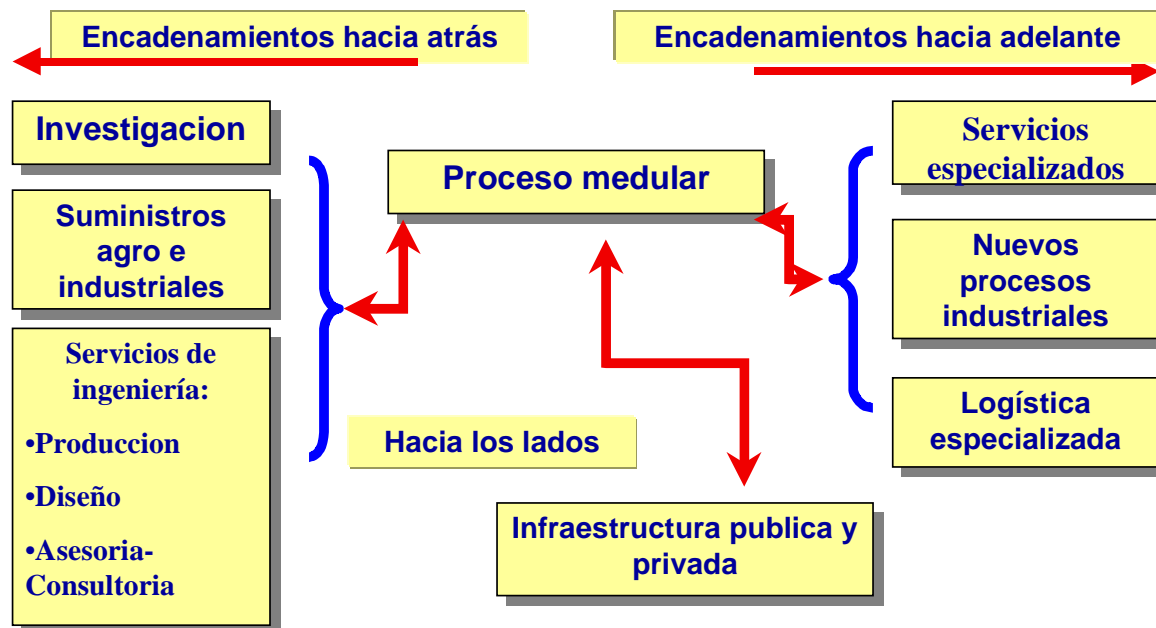 Encadenamientos hacia atrás
Encadenamientos hacia adelante
Investigacion
Suministros
agro e
industriales
Servicios de
ingeniería:
•Produccion
•Diseño
•Asesoria-
Consultoria
Proceso medular
Hacia los lados
Infraestructura publica y
privada
Servicios
especializados
Nuevos
procesos
industriales
Logística
especializada